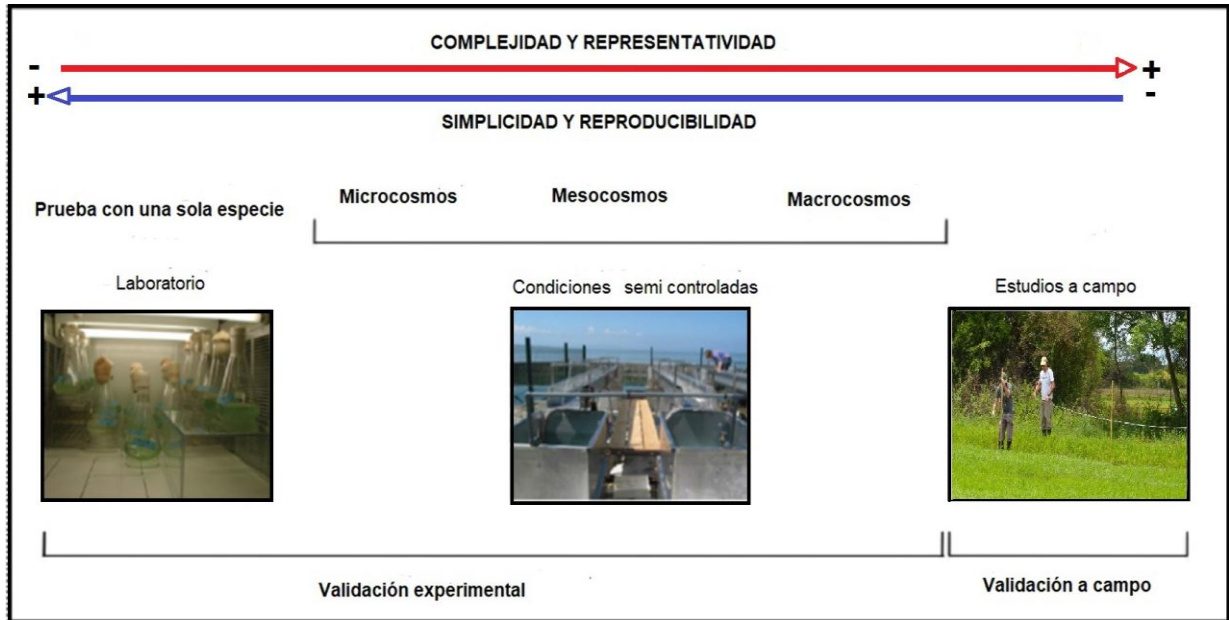 COMPLEJIDAD Y REPRESENTATIVIDAD
- +
+ -
SIMPLICIDAD Y REPRODUCIBILIDAD
Microcosmos Mesocosmos Macrocosmos
Prueba con una sola especie
Laboratorio Condiciones semi controladas Estudios a campo
Validación experimental Validación a campo